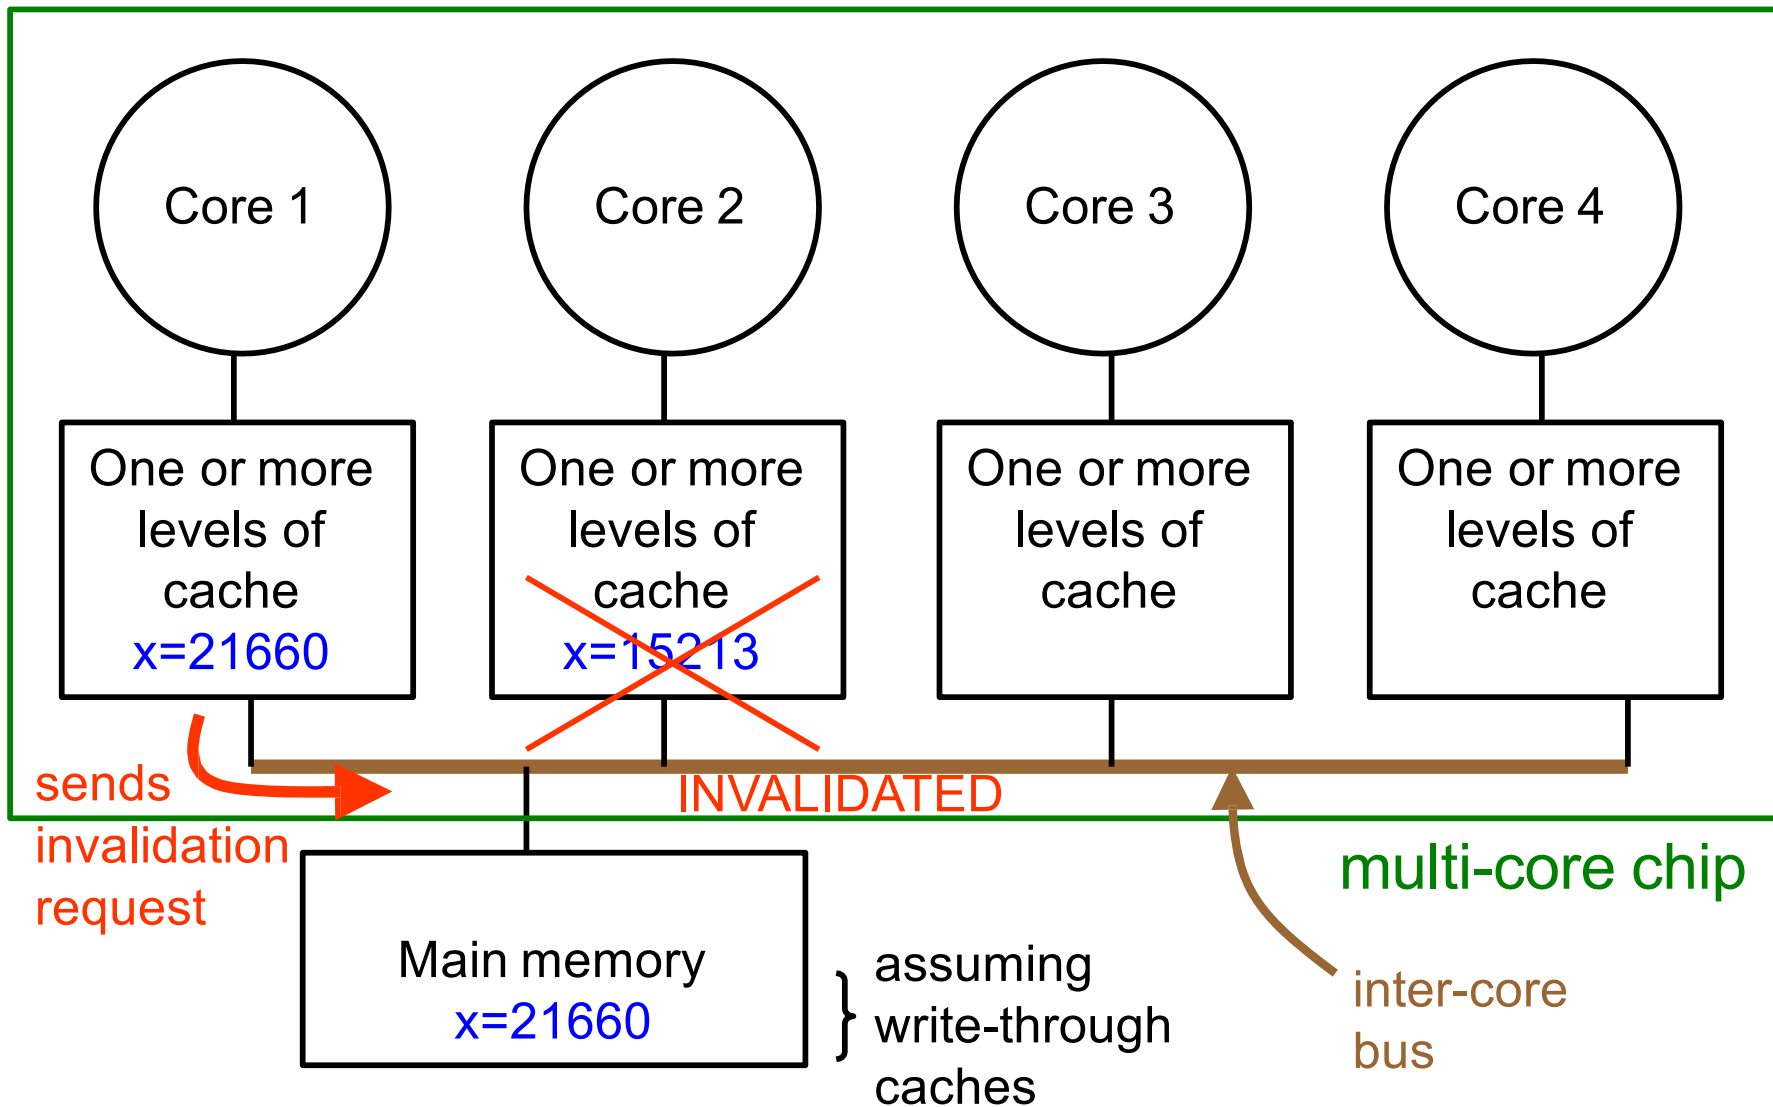 Core 1
Core 2
Core 3
Core 4
One or more
levels of
cache
x=21660
One or more
levels of
cache
x=15213
One or more
levels of
cache
One or more
levels of
cache
sends
invalidation
request
INVALIDATED
multi-core chip
Main memory
x=21660
assuming
write-through
caches
inter-core
bus